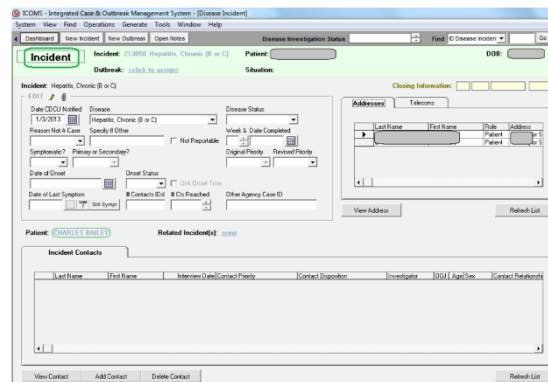 ICOMS - Integrated Case & Outbreak Management System - [Disease Incident]
System View Find Operations Generate Tools Window Help
Dashboard New Incident New Outbreak Open Notes Disease Investigation Status Find ID Disease Inciden Go
Incident Incident: 213058 Hepatitis, Chronic (B or C) Patient: DOB:
Outbreak: <click to assign> Situation:
Incident: Hepatitis, Chronic (B or C) Closing Information:
EDIT
Addresses Telecoms
Date CDCU Notified Disease Disease Status
1/3/2013 Hepatitis, Chronic (B or C)
Reason Not A Case Specify If Other Not Reportable Week & Date Completed
Last Name First Name Role Address
Patient or S
Patient or S
Symptomatic? Primary or Secondary? Original Priority Revised Priority
Date of Onset Onset Status
Unk Onset Time
Date of Last Symptom # Contacts IDd # Cts Reached Other Agency Case ID
? Still Sympt
View Address Refresh List
Patient: CHARLES BAILEY Related Incident(s): none
Incident Contacts
Last Name First Name Interview Date Contact Priority Contact Disposition Investigator OOJ Age Sex Contact Relationshi
View Contact Add Contact Delete Contact Refresh List